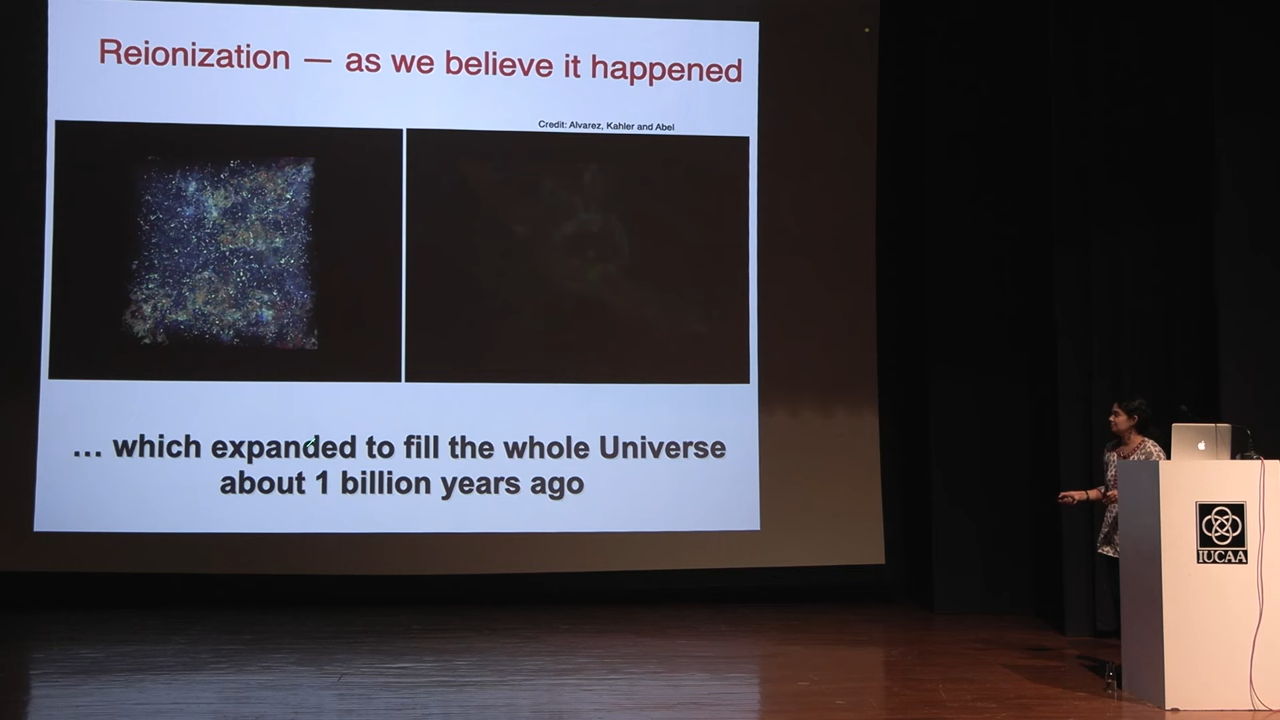 Reionization — as we believe it happened
Credit: Alvarez, Kahler and Abel
... which expanded to fill the whole Universe
about 1 billion years ago
IUCAA